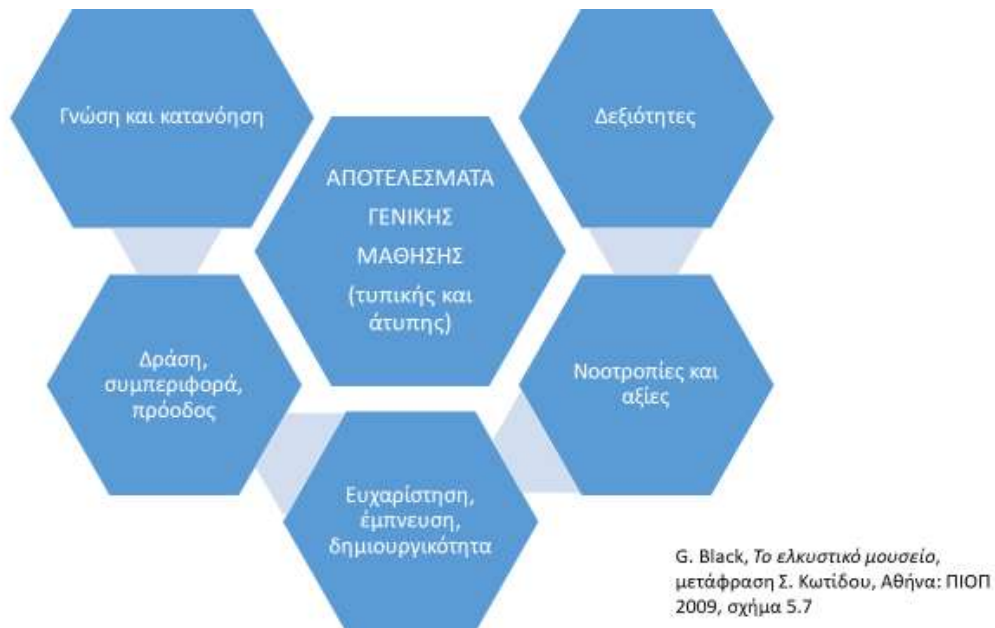 Γνώση και κατανόηση
Δεξιότητες
ΑΠΟΤΕΛΕΣΜΑΤΑ
ΓΕΝΙΚΗΣ
ΜΑΘΗΣΗΣ
(τυπικής και
άτυπης)
Δράση,
συμπεριφορά,
πρόοδος
Νοοτροπίες και
αξίες
Ευχαρίστηση,
έμπνευση,
δημιουργικότητα
G. Black, Το ελκυστικό μουσείο,
μετάφραση Σ. Κωτίδου, Αθήνα: ΠΙΟΠ
2009, σχήμα 5.7